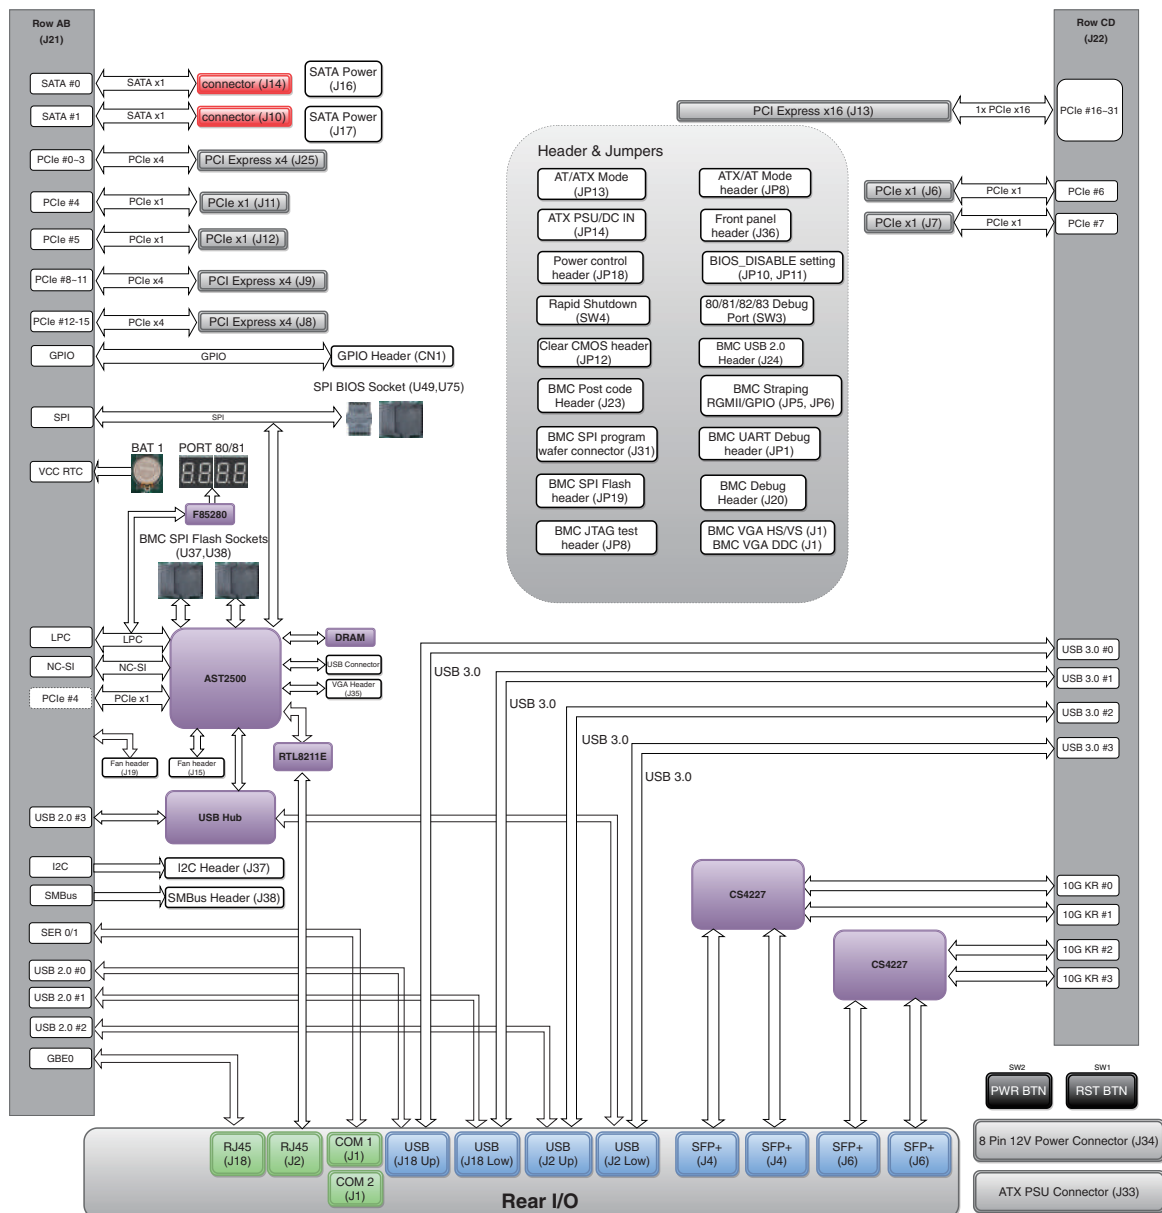 Row AB
(J21)
Row CD
(J22)
SATA #0
SATA x1
connector (J14)
SATA Power
(J16)
SATA #1
SATA x1
connector (J10)
SATA Power
(J17)
PCIe #0~3
PCIe x4
PCI Express x4 (J25)
PCIe #4
PCIe x1
PCIe x1 (J11)
PCIe #5
PCIe x1
PCIe x1 (J12)
PCIe #8~11
PCIe x4
PCI Express x4 (J9)
PCIe #12-15
PCIe x4
PCI Express x4 (J8)
GPIO
GPIO
GPIO Header (CN1)
SPI BIOS Socket (U49,U75)
SPI
SPI
BAT 1
PORT 80/81
VCC RTC
F85280
BMC SPI Flash Sockets
(U37,U38)
PCI Express x16 (J13)
1x PCIe x16
PCIe #16~31
PCIe x1 (J6)
PCIe x1
PCIe #6
PCIe x1 (J7)
PCIe x1
PCIe #7
Header & Jumpers
AT/ATX Mode
(JP13)
ATX/AT Mode
header (JP8)
ATX PSU/DC IN
(JP14)
Front panel
header (J36)
Power control
header (JP18)
BIOS_DISABLE setting
(JP10, JP11)
Rapid Shutdown
(SW4)
80/81/82/83 Debug
Port (SW3)
Clear CMOS header
(JP12)
BMC USB 2.0
Header (J24)
BMC Post code
Header (J23)
BMC Straping
RGMII/GPIO (JP5, JP6)
BMC SPI program
wafer connector (J31)
BMC UART Debug
header (JP1)
BMC SPI Flash
header (JP19)
BMC Debug
Header (J20)
BMC JTAG test
header (JP8)
BMC VGA HS/VS (J1)
BMC VGA DDC (J1)
LPC
LPC
NC-SI
NC-SI
PCIe #4
PCIe x1
AST2500
DRAM
USB Connector
VGA Header
(J35)
Fan header
(J19)
Fan header
(J15)
RTL8211E
USB 2.0 #3
USB Hub
USB 3.0
USB 3.0
USB 3.0
USB 3.0
USB 3.0 #0
USB 3.0 #1
USB 3.0 #2
USB 3.0 #3
I2C
I2C Header (J37)
SMBus
SMBus Header (J38)
SER 0/1
USB 2.0 #0
USB 2.0 #1
USB 2.0 #2
GBE0
CS4227
CS4227
10G KR #0
10G KR #1
10G KR #2
10G KR #3
SW2
PWR BTN
SW1
RST BTN
8 Pin 12V Power Connector (J34)
ATX PSU Connector (J33)
RJ45
(J18)
RJ45
(J2)
COM 1
(J1)
COM 2
(J1)
USB
(J18 Up)
USB
(J18 Low)
USB
(J2 Up)
USB
(J2 Low)
SFP+
(J4)
SFP+
(J4)
SFP+
(J6)
SFP+
(J6)
Rear I/O